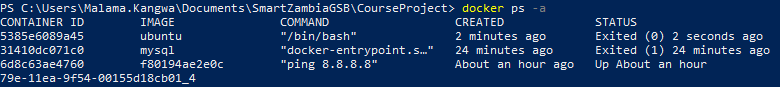 PS C:\Users\Malama.Kangwa\Documents\SmartZambiaGSB\CourseProject> docker ps -a
CONTAINER ID IMAGE COMMAND CREATED STATUS
5385e6089a45 ubuntu "/bin/bash" 2 minutes ago Exited (0) 2 seconds ago
31410dc071c0 mysql "docker-entrypoint.s…" 24 minutes ago Exited (1) 24 minutes ago
6d8c63ae4760 f80194ae2e0c "ping 8.8.8.8" About an hour ago Up About an hour
79e-11ea-9f54-00155d18cb01_4